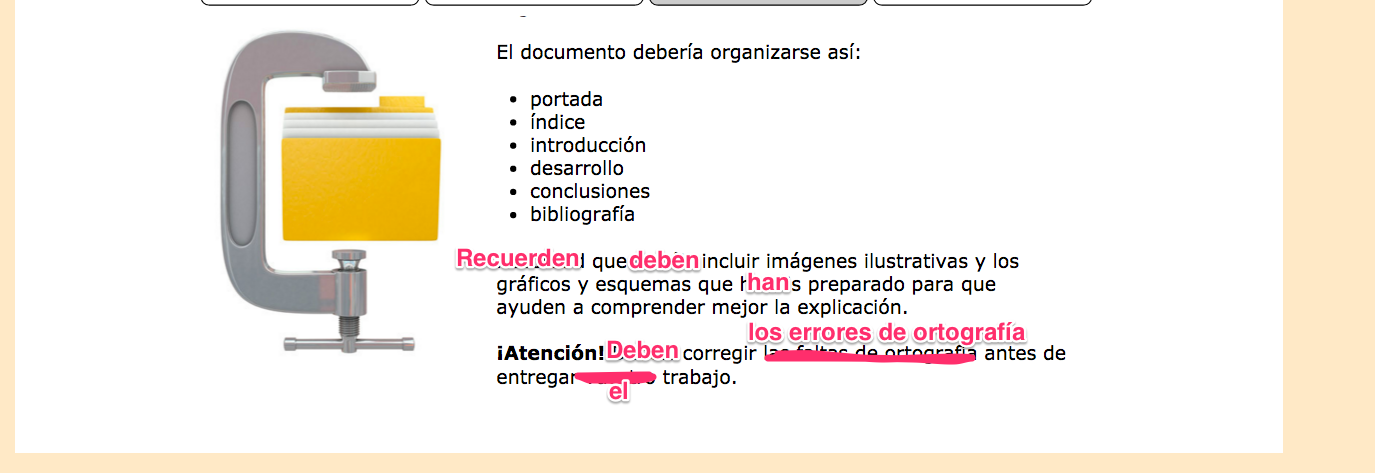 El documento debería organizarse así:
• portada
• índice
• introducción
• desarrollo
• conclusiones
• bibliografía
Recuerden que deben incluir imágenes ilustrativas y los
gráficos y esquemas que han preparado para que
ayuden a comprender mejor la explicación.
los errores de ortografía
¡Atención! Deben corregir las faltas de ortografía antes de
entregar trabajo.
el